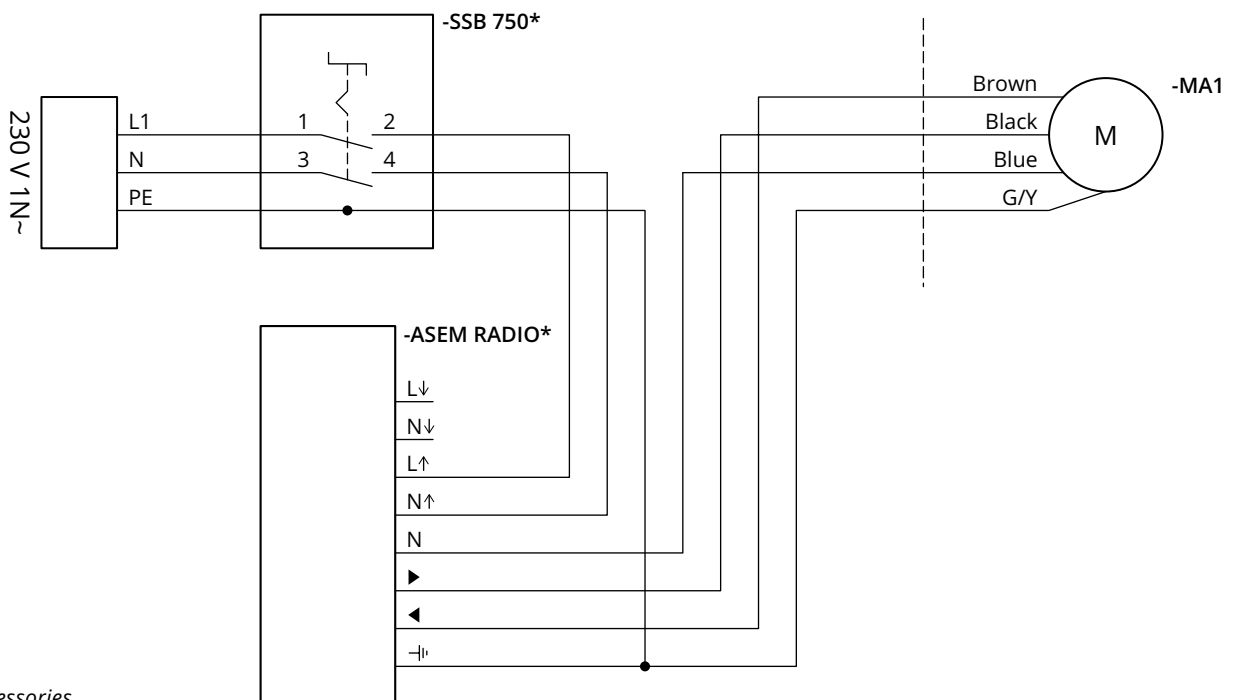 -SSB 750*
230 V 1N~
L1
1
2
N
3
4
PE
Brown
-MA1
Black
M
Blue
G/Y
-ASEM RADIO*
L↓
N↓
L↑
N↑
N
▶
◀